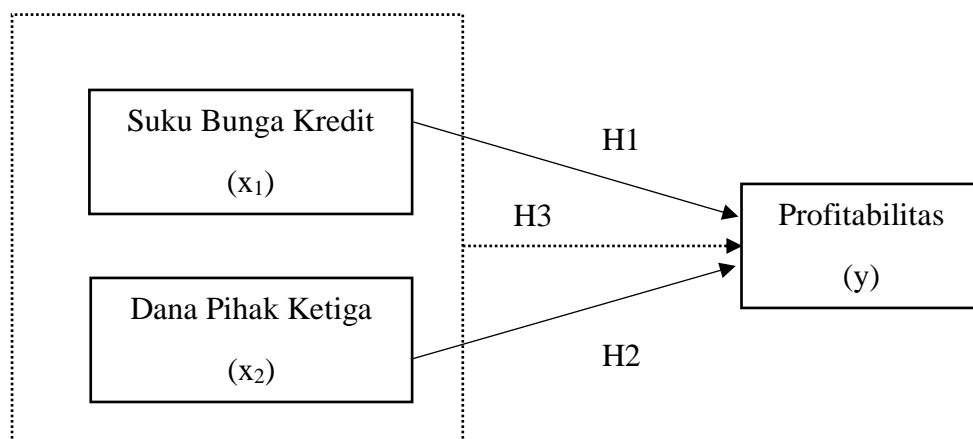 Suku Bunga Kredit
(x₁)
H1
Profitabilitas
(y)
H3
Dana Pihak Ketiga
(x₂)
H2